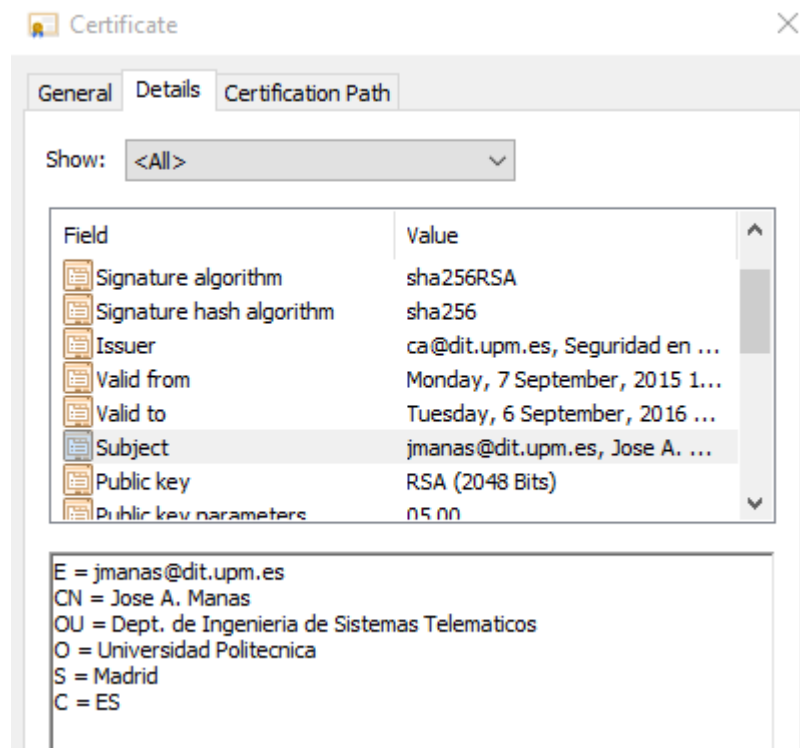 Certificate
General Details Certification Path
Show: <All>
Field Value
Signature algorithm sha256RSA
Signature hash algorithm sha256
Issuer ca@dit.upm.es, Seguridad en ...
Valid from Monday, 7 September, 2015 1...
Valid to Tuesday, 6 September, 2016 ...
Subject jmanas@dit.upm.es, Jose A. ...
Public key RSA (2048 Bits)
Public key parameters 05 00
E = jmanas@dit.upm.es
CN = Jose A. Manas
OU = Dept. de Ingenieria de Sistemas Telematicos
O = Universidad Politecnica
S = Madrid
C = ES